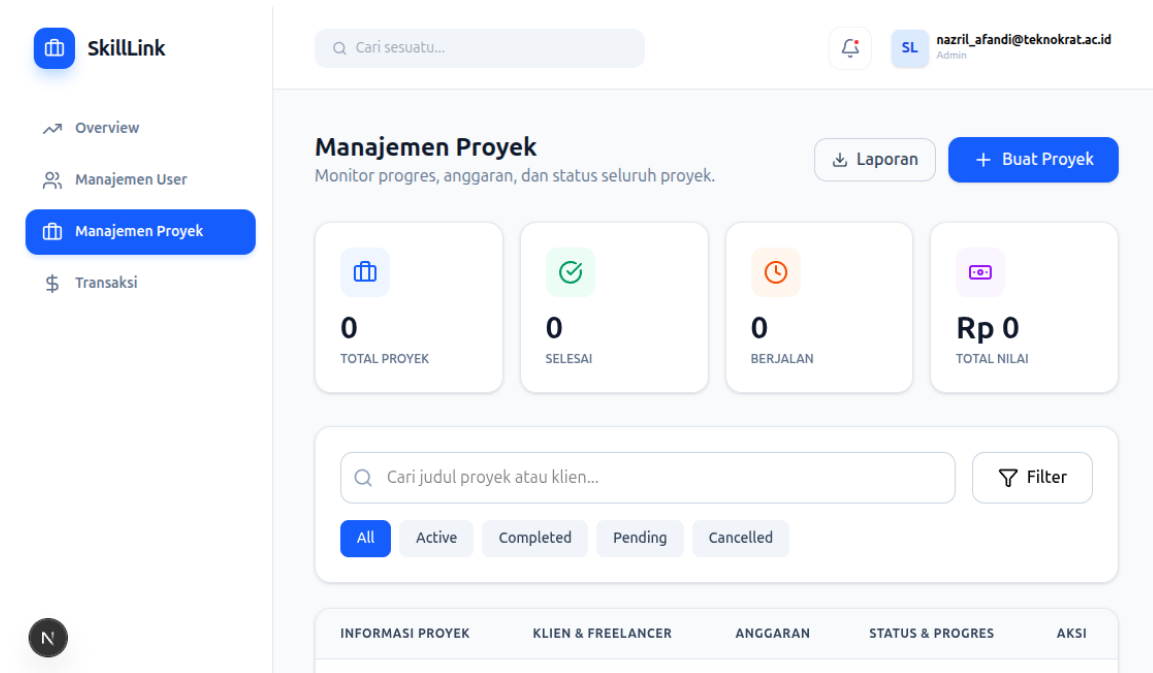 SkillLink
Cari sesuatu...
SL
nazril_afandi@teknokrat.ac.id
Admin
Overview
Manajemen User
Manajemen Proyek
Transaksi
N
Manajemen Proyek
Monitor progres, anggaran, dan status seluruh proyek.
Laporan
Buat Proyek
0
TOTAL PROYEK
0
SELESAI
0
BERJALAN
Rp 0
TOTAL NILAI
Cari judul proyek atau klien...
Filter
All
Active
Completed
Pending
Cancelled
INFORMASI PROYEK
KLIEN & FREELANCER
ANGGARAN
STATUS & PROGRES
AKSI